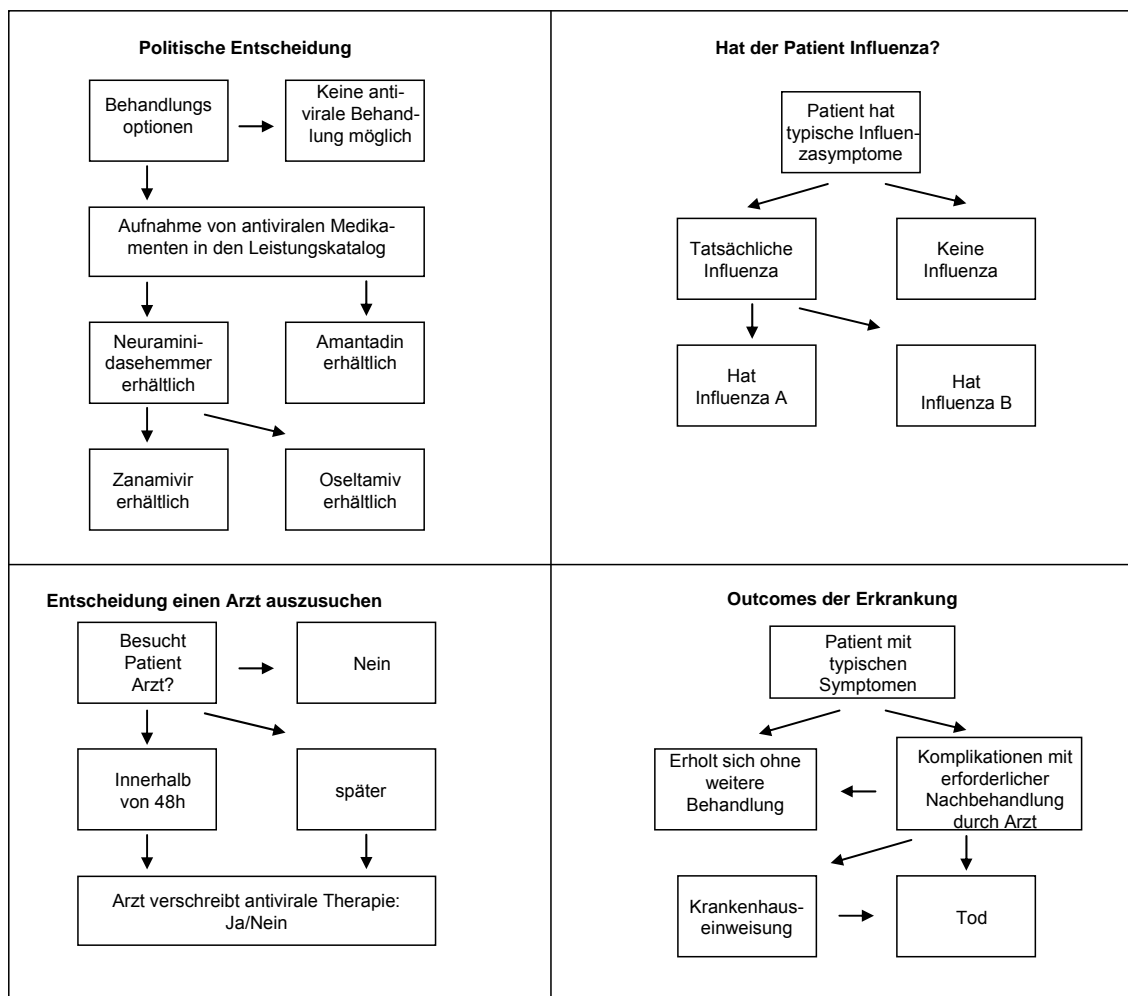 Politische Entscheidung
Behandlungs
optionen
Keine anti-
virale Behand-
lung möglich
Aufnahme von antiviralen Medika-
menten in den Leistungskatalog
Neuramini-
dasehemmer
erhältlich
Amantadin
erhältlich
Zanamivir
erhältlich
Oseltamiv
erhältlich
Hat der Patient Influenza?
Patient hat
typische Influen-
zasymptome
Tatsächliche
Influenza
Keine
Influenza
Hat
Influenza A
Hat
Influenza B
Entscheidung einen Arzt auszusuchen
Besucht
Patient
Arzt?
Nein
Innerhalb
von 48h
später
Arzt verschreibt antivirale Therapie:
Ja/Nein
Outcomes der Erkrankung
Patient mit
typischen
Symptomen
Erholt sich ohne
weitere
Behandlung
Komplikationen mit
erforderlicher
Nachbehandlung
durch Arzt
Krankenhaus-
einweisung
Tod